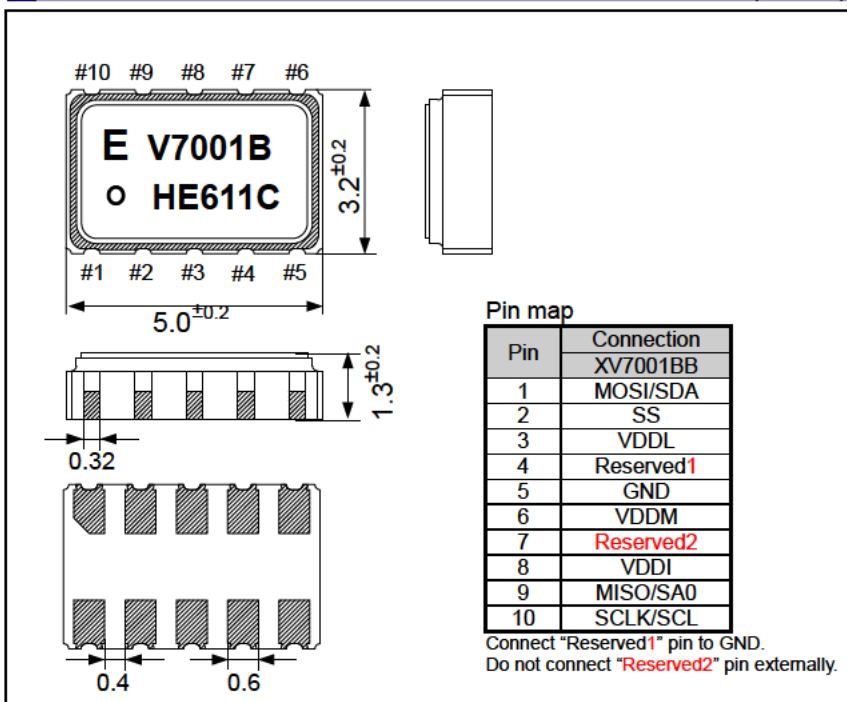 #10 #9 #8 #7 #6
E V7001B
HE611C
3.2±0.2
#1 #2 #3 #4 #5
5.0±0.2
1.3±0.2
0.32
0.4
0.6
Pin map
Pin Connection
XV7001BB
1 MOSI/SDA
2 SS
3 VDDL
4 Reserved1
5 GND
6 VDDM
7 Reserved2
8 VDDI
9 MISO/SA0
10 SCLK/SCL
Connect “Reserved1” pin to GND.
Do not connect “Reserved2” pin externally.